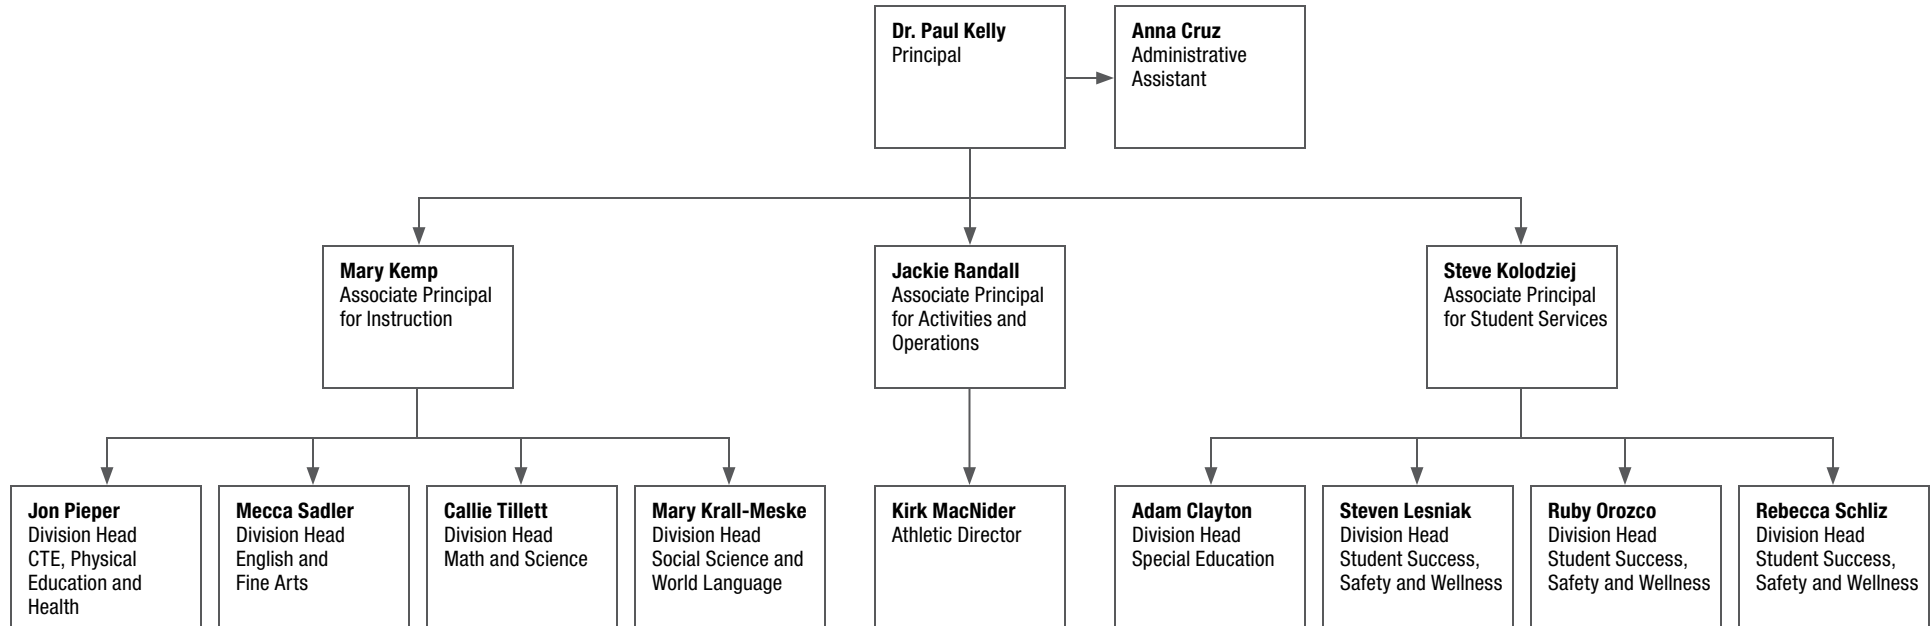 Dr. Paul Kelly
Principal
Anna Cruz
Administrative
Assistant
Mary Kemp
Associate Principal
for Instruction
Jackie Randall
Associate Principal
for Activities and
Operations
Steve Kolodziej
Associate Principal
for Student Services
Jon Pieper
Division Head
CTE, Physical
Education and
Health
Mecca Sadler
Division Head
English and
Fine Arts
Callie Tillett
Division Head
Math and Science
Mary Krall-Meske
Division Head
Social Science and
World Language
Kirk MacNider
Athletic Director
Adam Clayton
Division Head
Special Education
Steven Lesniak
Division Head
Student Success,
Safety and Wellness
Ruby Orozco
Division Head
Student Success,
Safety and Wellness
Rebecca Schliz
Division Head
Student Success,
Safety and Wellness